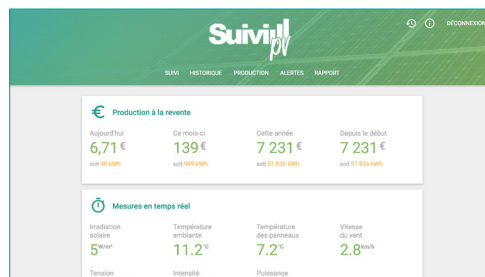 Suivi pv
DÉCONNEXION
SUIVI HISTORIQUE PRODUCTION ALERTES RAPPORT
€ Production à la revente
Aujourd'hui Ce mois-ci Cette année Depuis le début
6,71 € 139 € 7 231 € 7 231 €
soit 48 kWh soit 999 kWh soit 51 836 kWh soit 51 836 kWh
Mesures en temps réel
Irradiation solaire Température ambiante Température des panneaux Vitesse du vent
5 W/m² 11.2 °C 7.2 °C 2.8 km/h
Tension Intensité Puissance